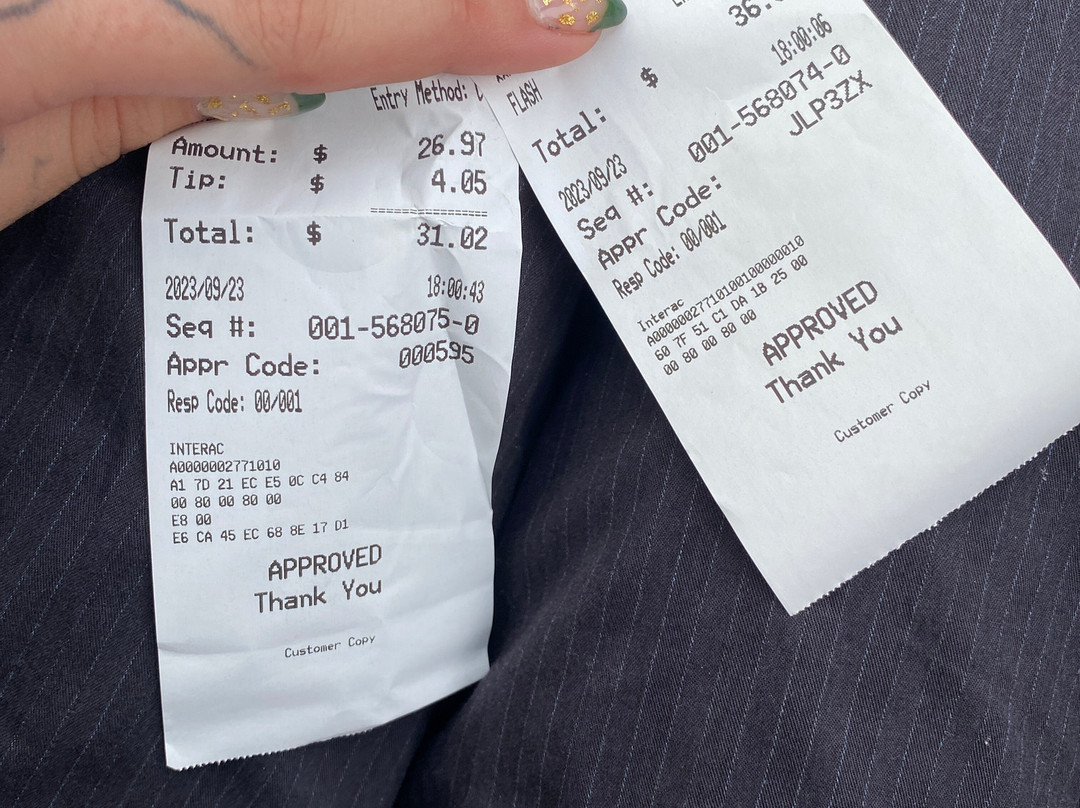 Entry Method:
Amount: $ 26.97
Tip: $ 4.05
================
Total: $ 31.02
2023/09/23 18:00:43
Seq #: 001-568075-0
Appr Code: 000595
Resp Code: 00/001
INTERAC
A0000002771010
A1 7D 21 EC E5 0C C4 84
00 80 00 80 00
E8 00
E6 CA 45 EC 68 8E 17 D1
APPROVED
Thank You
Customer Copy
FLASH
Total: $ 36.
2023/09/23 18:00:06
Seq #: 001-568074-0
Appr Code: JLP3ZX
Resp Code: 00/001
Interac
A00000027710100100000010
60 7F 51 C1 DA 1B 25 00
00 80 00 80 00
APPROVED
Thank You
Customer Copy